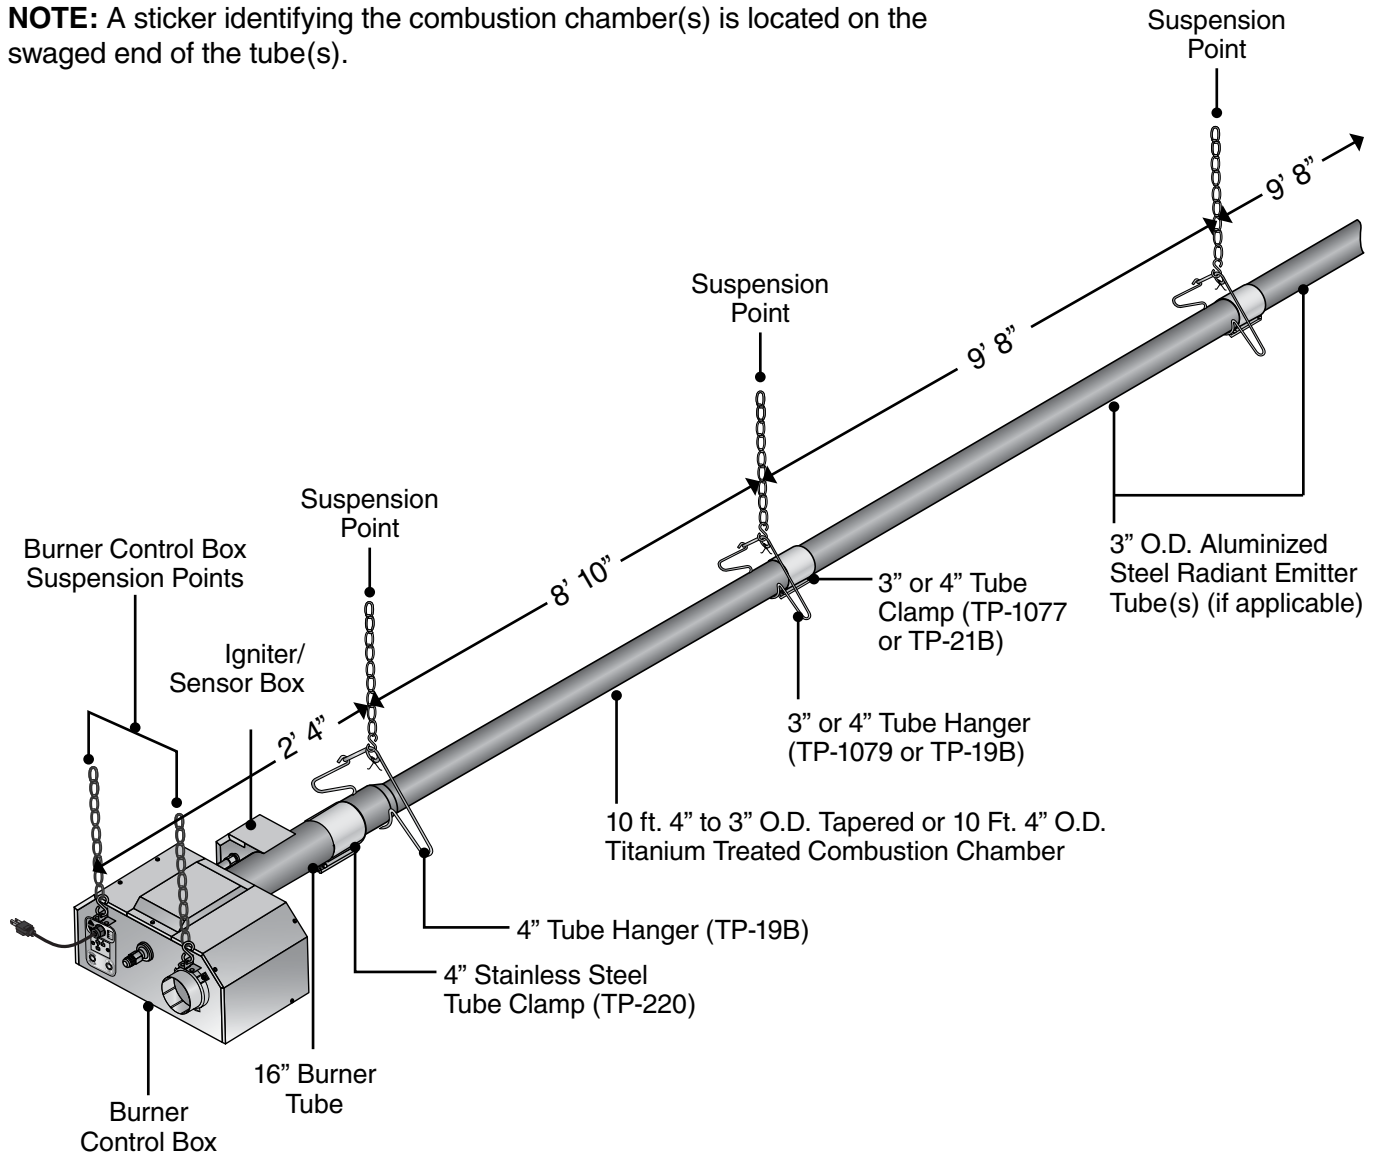 NOTE: A sticker identifying the combustion chamber(s) is located on the
swaged end of the tube(s).
Suspension
Point
9’ 8”
Suspension
Point
9’ 8”
Suspension
Point
8’ 10”
Burner Control Box
Suspension Points
Igniter/
Sensor Box
2’ 4”
3” O.D. Aluminized
Steel Radiant Emitter
Tube(s) (if applicable)
3” or 4” Tube
Clamp (TP-1077
or TP-21B)
3” or 4” Tube Hanger
(TP-1079 or TP-19B)
10 ft. 4” to 3” O.D. Tapered or 10 Ft. 4” O.D.
Titanium Treated Combustion Chamber
4” Tube Hanger (TP-19B)
4” Stainless Steel
Tube Clamp (TP-220)
16” Burner
Tube
Burner
Control Box